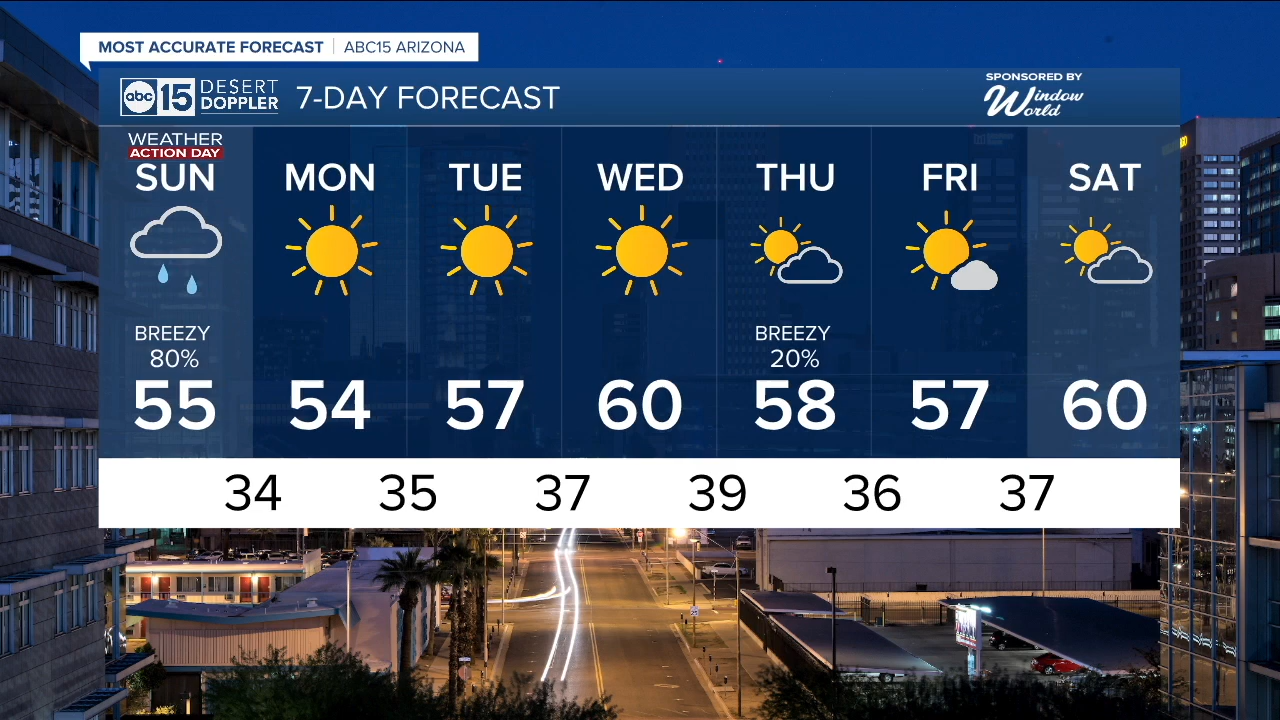 MOST ACCURATE FORECAST | ABC15 ARIZONA
abc 15 DESERT DOPPLER 7-DAY FORECAST
SPONSORED BY
Window World
WEATHER
ACTION DAY
SUN MON TUE WED THU FRI SAT
BREEZY BREEZY
80% 20%
55 54 57 60 58 57 60
34 35 37 39 36 37